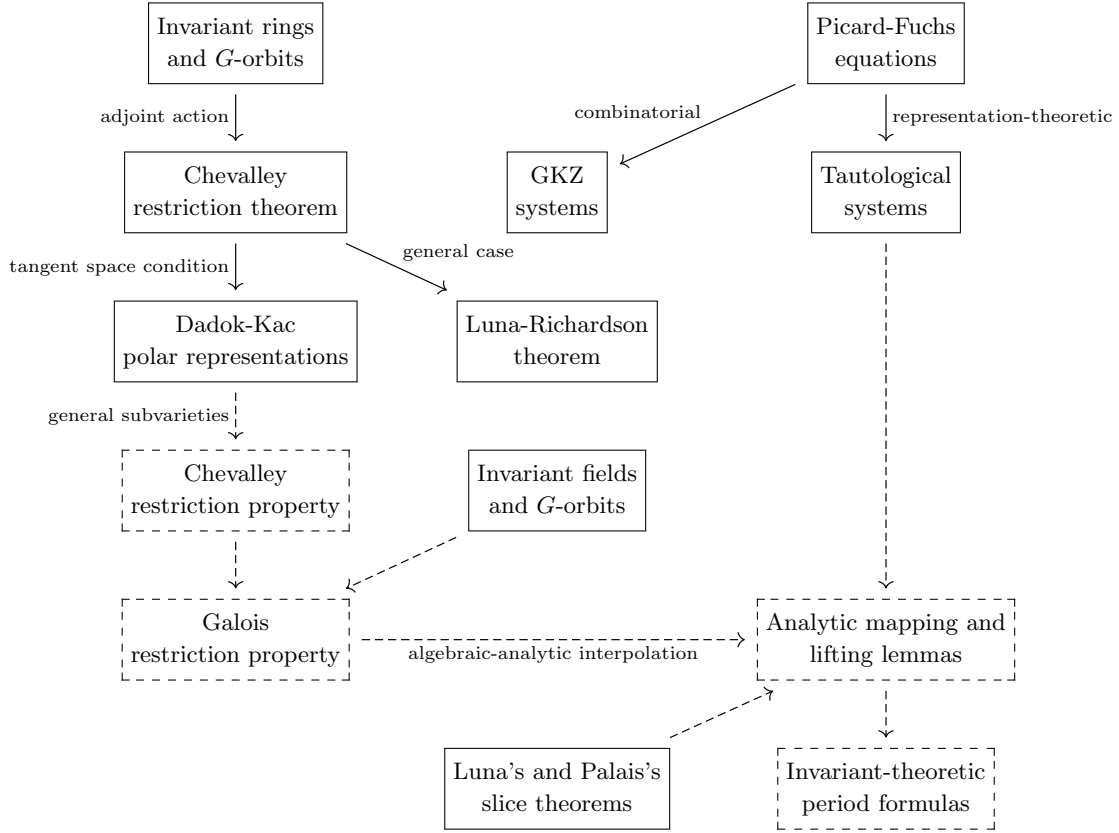 Invariant rings
and G-orbits
Picard-Fuchs
equations
adjoint action
combinatorial
representation-theoretic
Chevalley
restriction theorem
GKZ
systems
Tautological
systems
tangent space condition
general case
Dadok-Kac
polar representations
Luna-Richardson
theorem
general subvarieties
Chevalley
restriction property
Invariant fields
and G-orbits
Galois
restriction property
algebraic-analytic interpolation
Analytic mapping and
lifting lemmas
Luna's and Palais's
slice theorems
Invariant-theoretic
period formulas